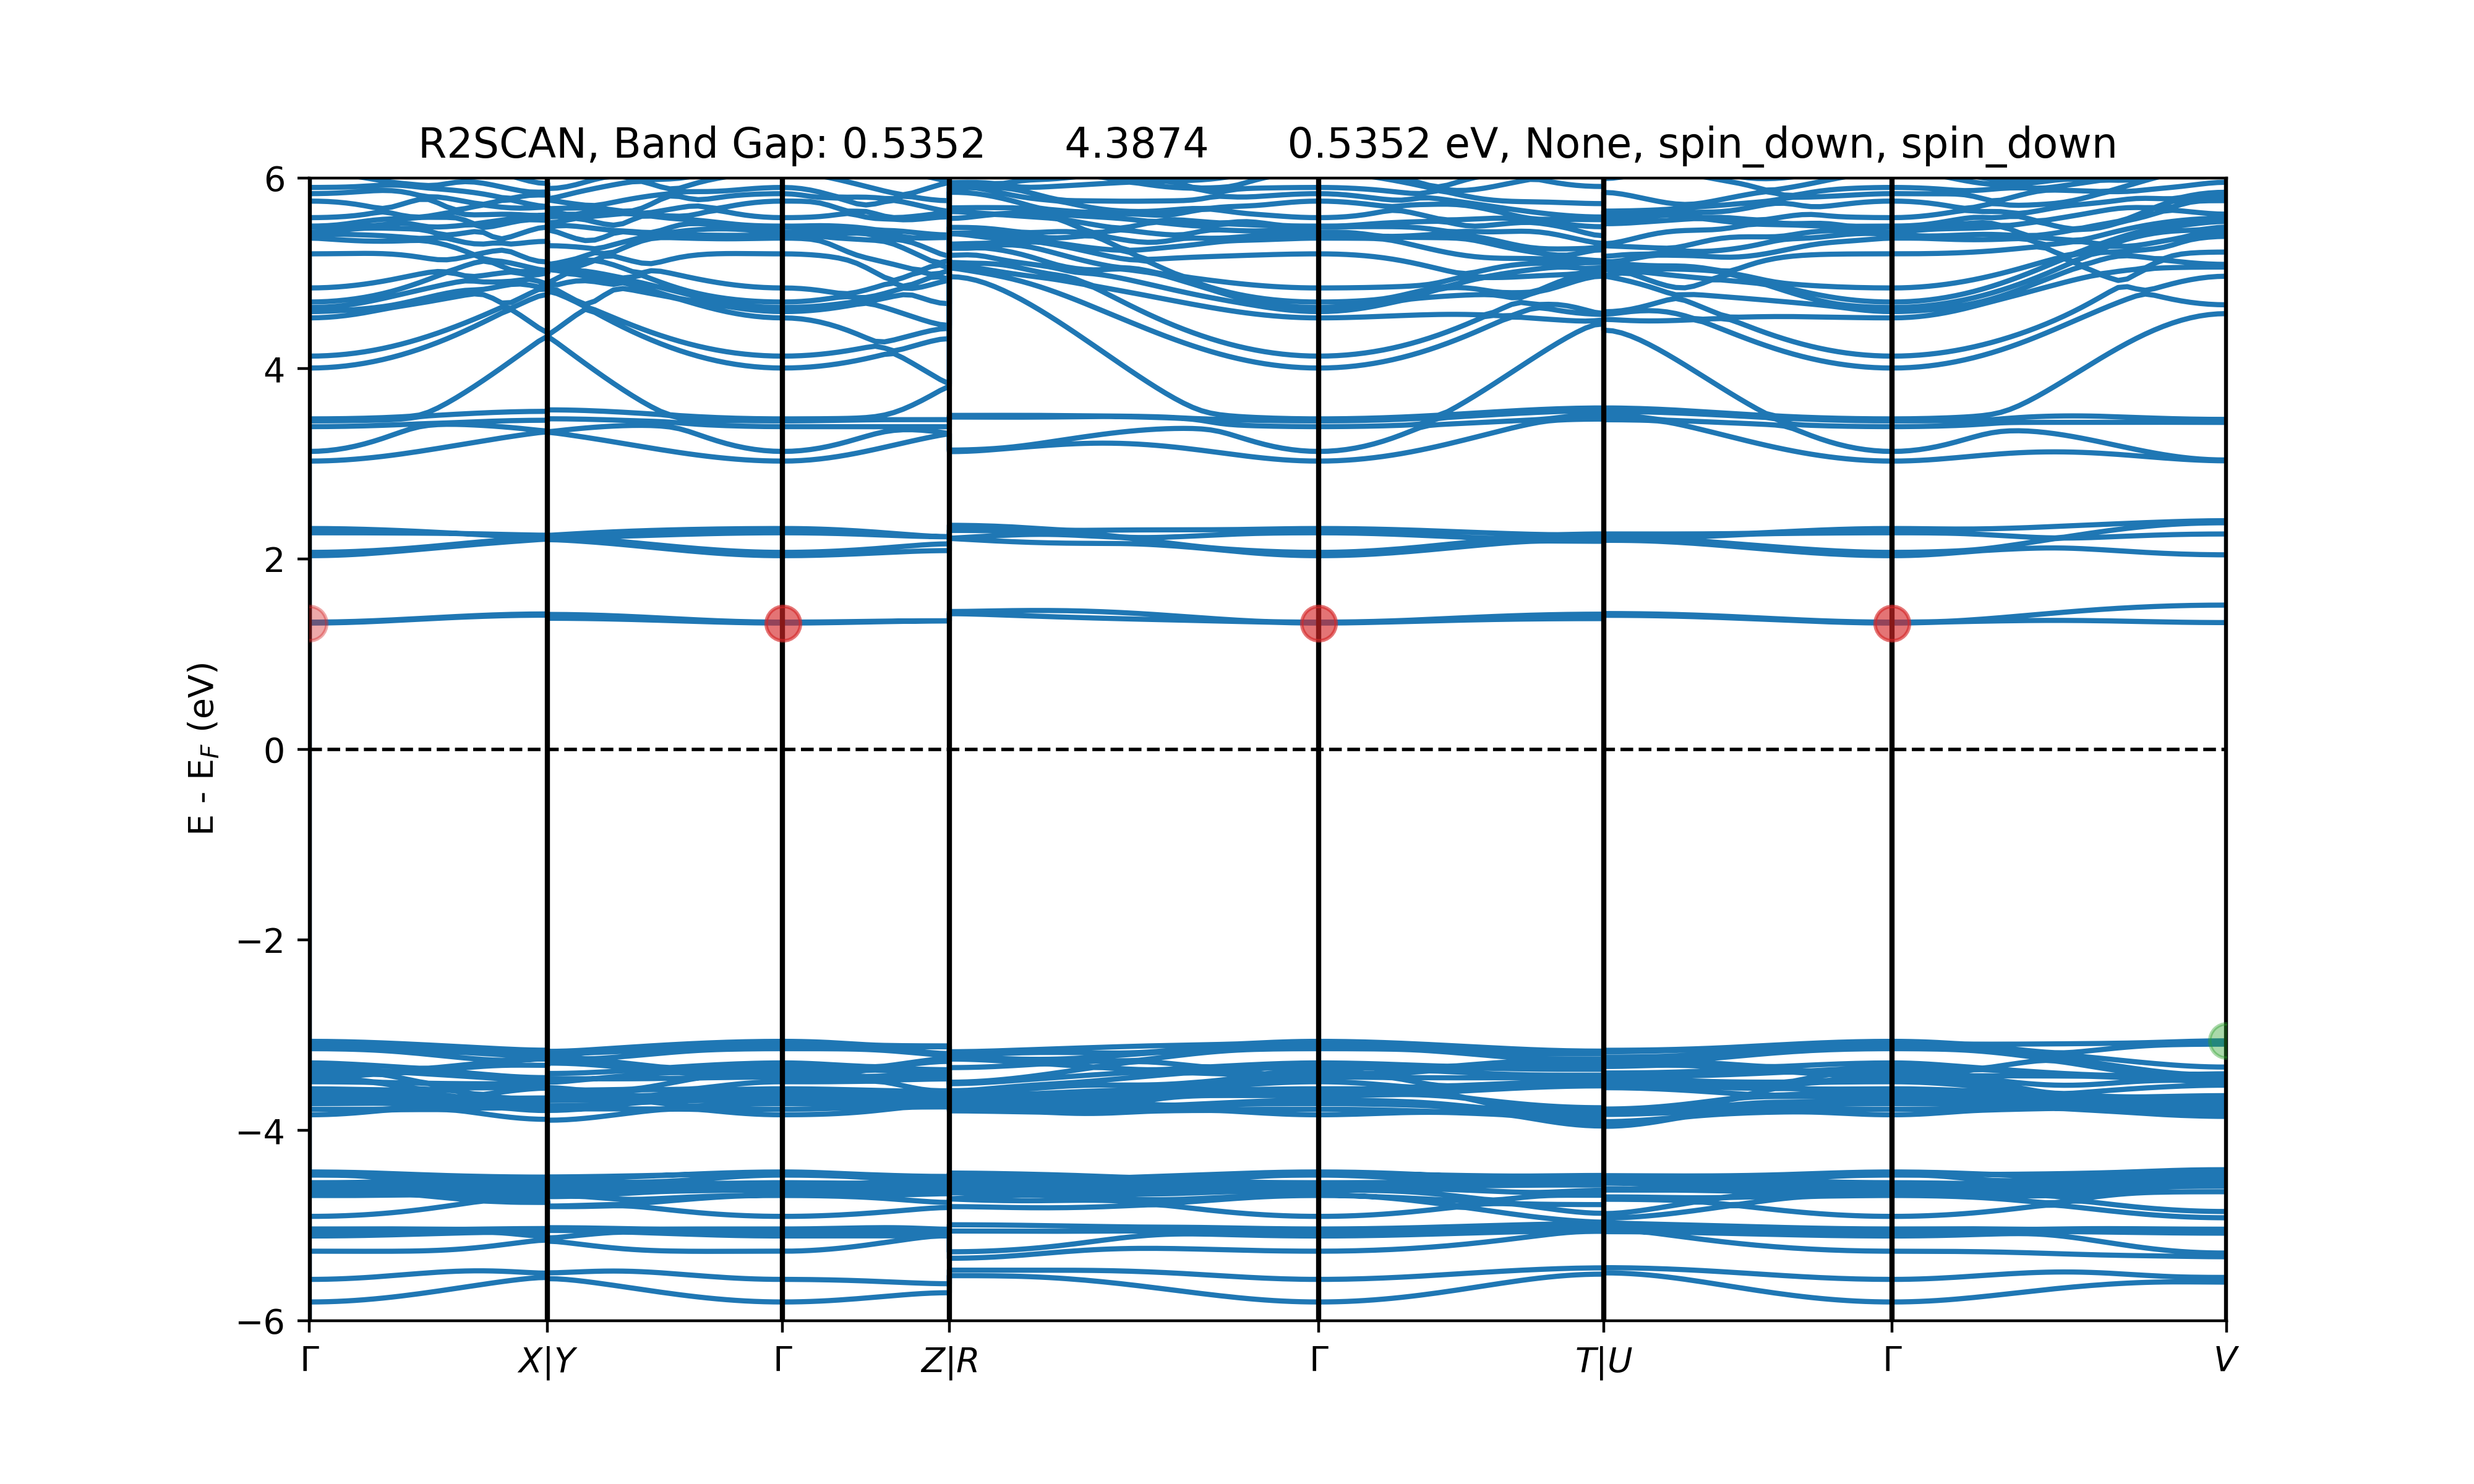 R2SCAN, Band Gap: 0.5352 4.3874 0.5352 eV, None, spin_down, spin_down
6
4
2
0
−2
−4
−6
E - E_F (eV)
Γ X|Y Γ Z|R Γ T|U Γ V